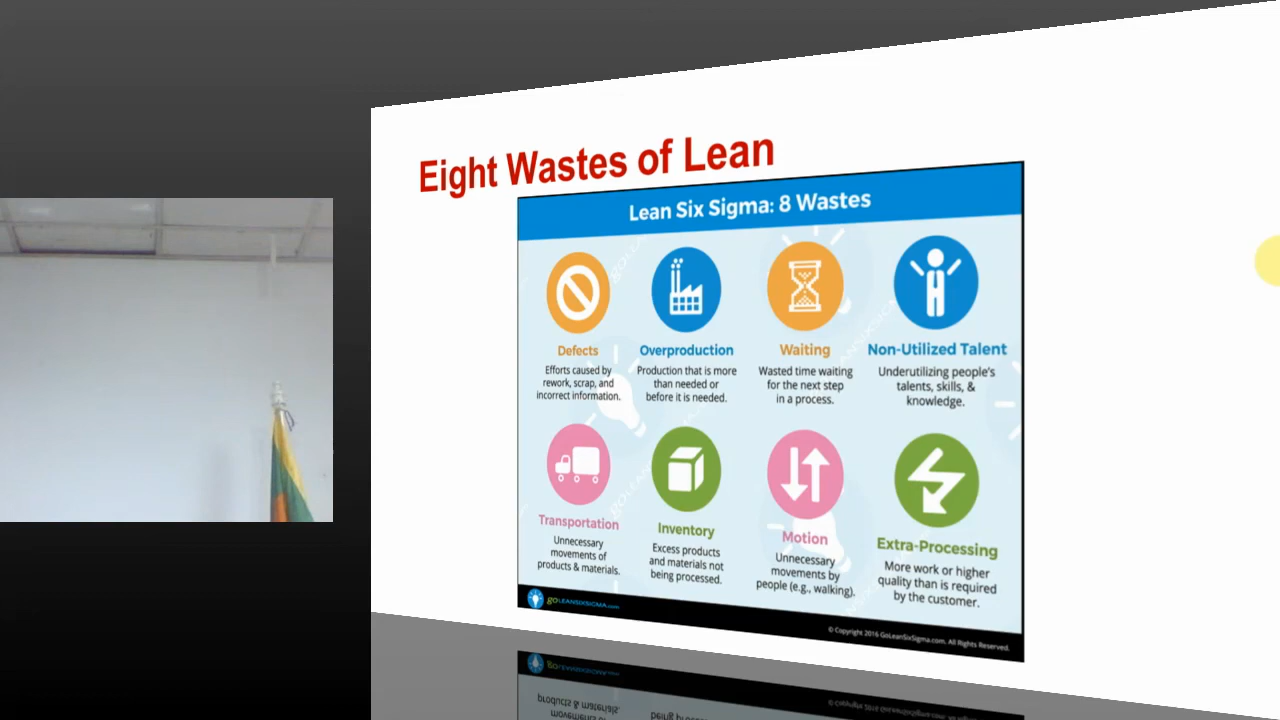 Eight Wastes of Lean
Lean Six Sigma: 8 Wastes
Defects
Efforts caused by
rework, scrap, and
incorrect information.
Overproduction
Production that is more
than needed or
before it is needed.
Waiting
Wasted time waiting
for the next step
in a process.
Non-Utilized Talent
Underutilizing people's
talents, skills, &
knowledge.
Transportation
Unnecessary
movements of
products & materials.
Inventory
Excess products
and materials not
being processed.
Motion
Unnecessary
movements by
people (e.g., walking).
Extra-Processing
More work or higher
quality than is required
by the customer.
goLEANSIXSIGMA.com
© Copyright 2016 GoLeanSixSigma.com. All Rights Reserved.